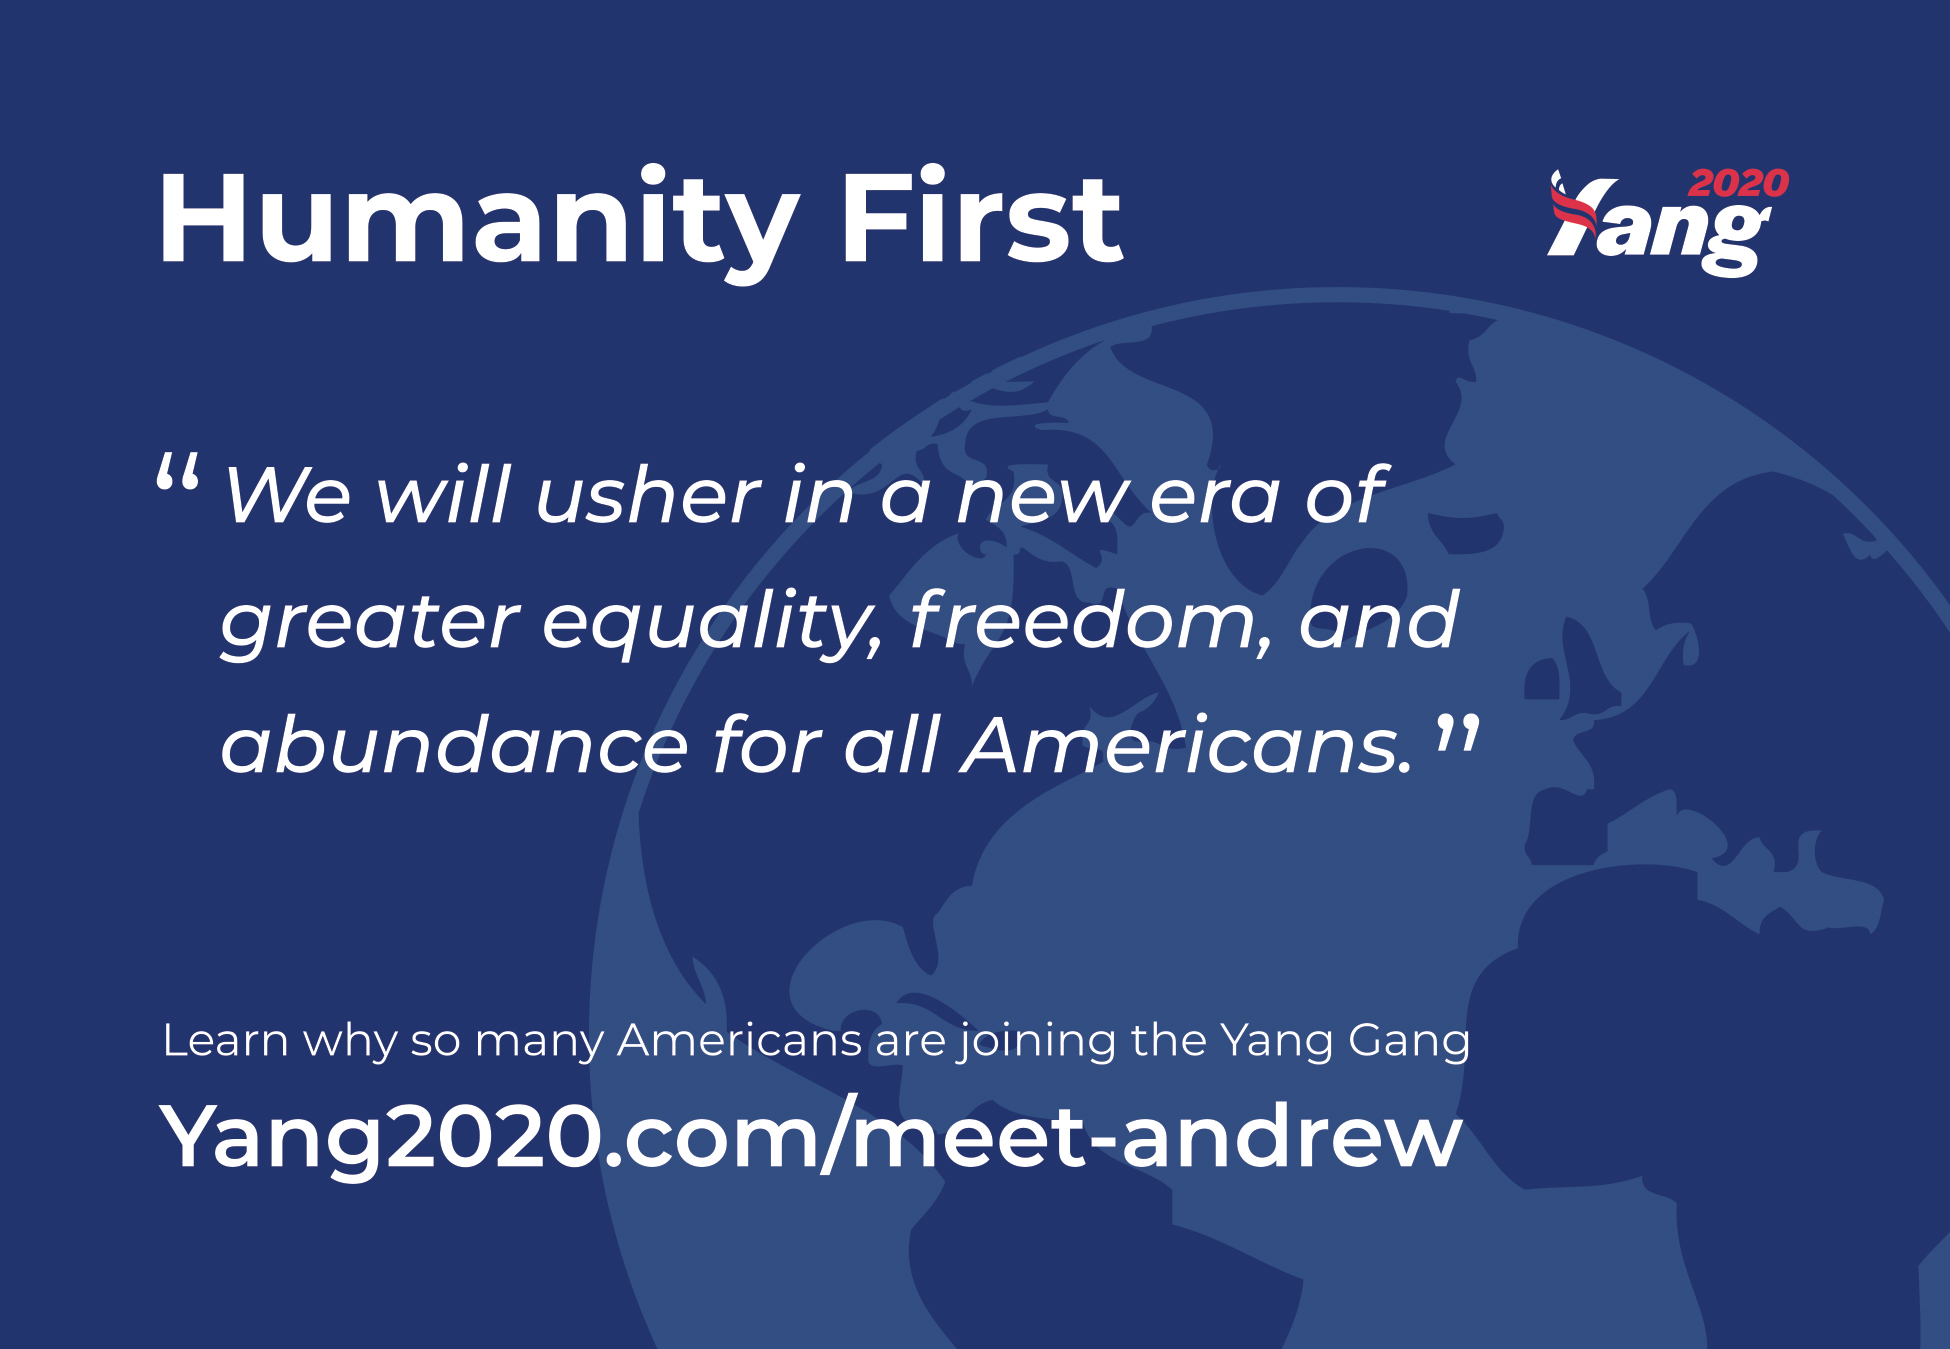 Humanity First
2020
Yang
“We will usher in a new era of
greater equality, freedom, and
abundance for all Americans.”
Learn why so many Americans are joining the Yang Gang
Yang2020.com/meet-andrew